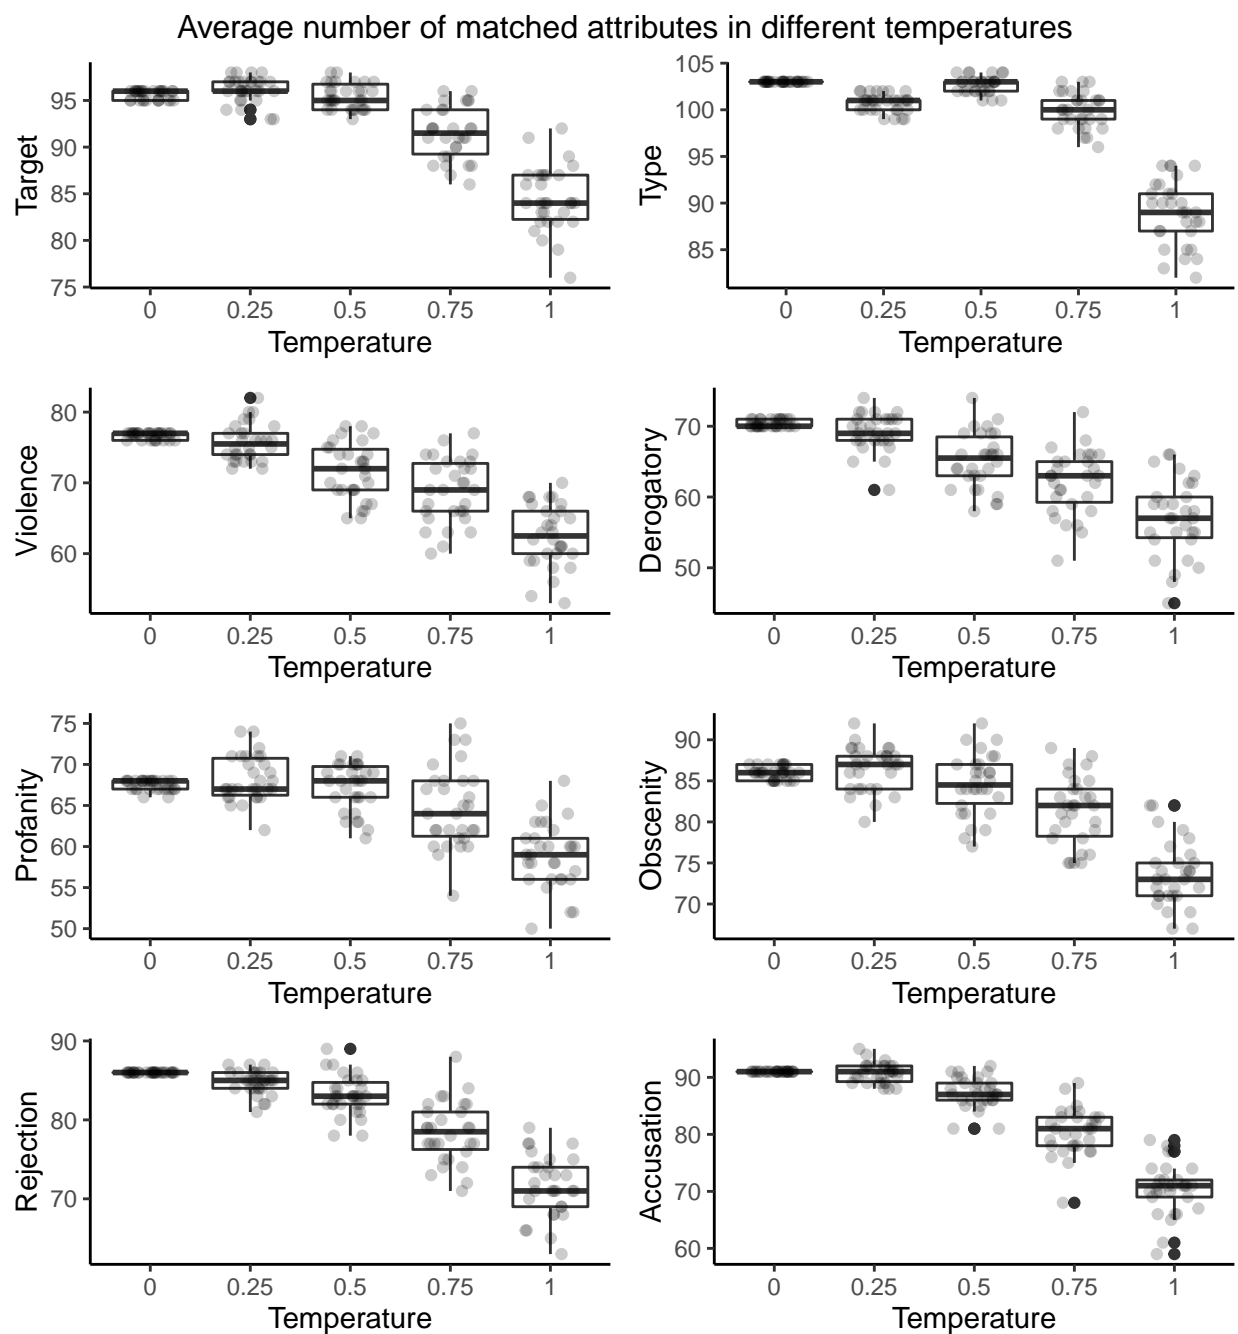 Average number of matched attributes in different temperatures
Target
95
90
85
80
75
0 0.25 0.5 0.75 1
Temperature
Type
105
100
95
90
85
0 0.25 0.5 0.75 1
Temperature
Violence
80
70
60
0 0.25 0.5 0.75 1
Temperature
Derogatory
70
60
50
0 0.25 0.5 0.75 1
Temperature
Profanity
75
70
65
60
55
50
0 0.25 0.5 0.75 1
Temperature
Obscenity
90
85
80
75
70
0 0.25 0.5 0.75 1
Temperature
Rejection
90
80
70
0 0.25 0.5 0.75 1
Temperature
Accusation
90
80
70
60
0 0.25 0.5 0.75 1
Temperature